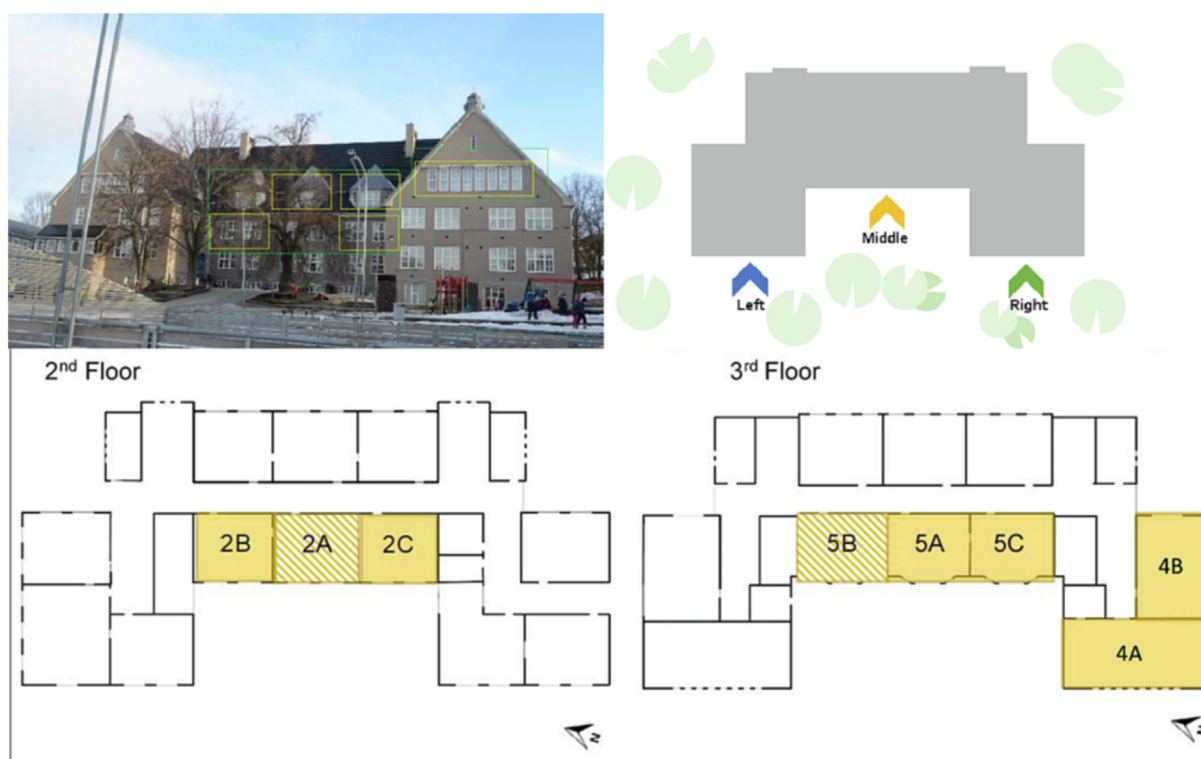 Middle
Left
Right
2nd Floor
3rd Floor
2B
2A
2C
5B
5A
5C
4B
4A
N
N